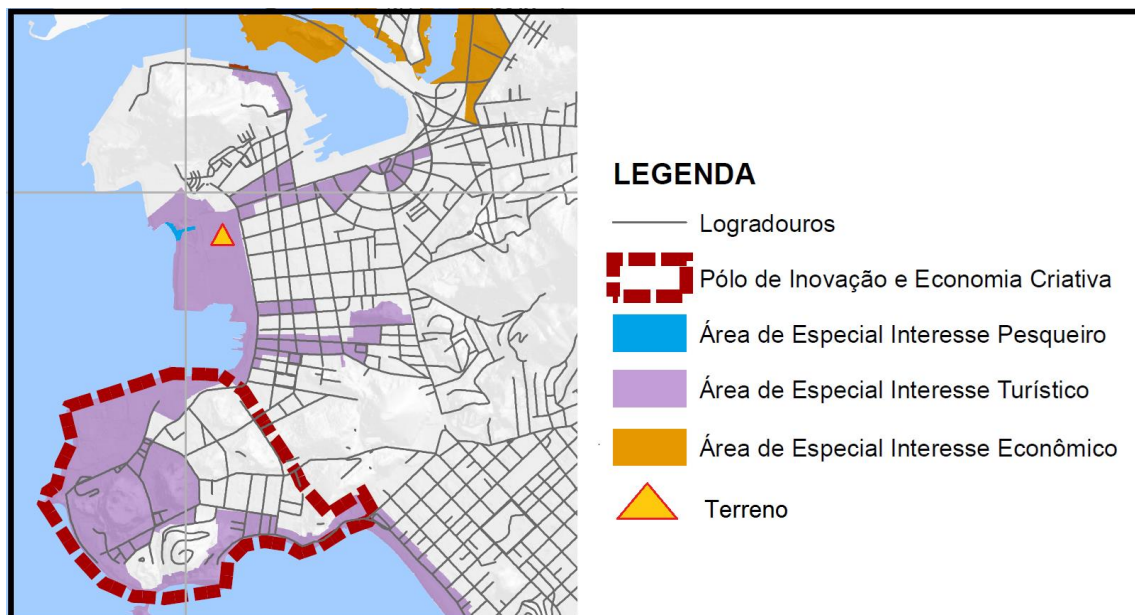 LEGENDA
Logradouros
Pólo de Inovação e Economia Criativa
Área de Especial Interesse Pesqueiro
Área de Especial Interesse Turístico
Área de Especial Interesse Econômico
Terreno